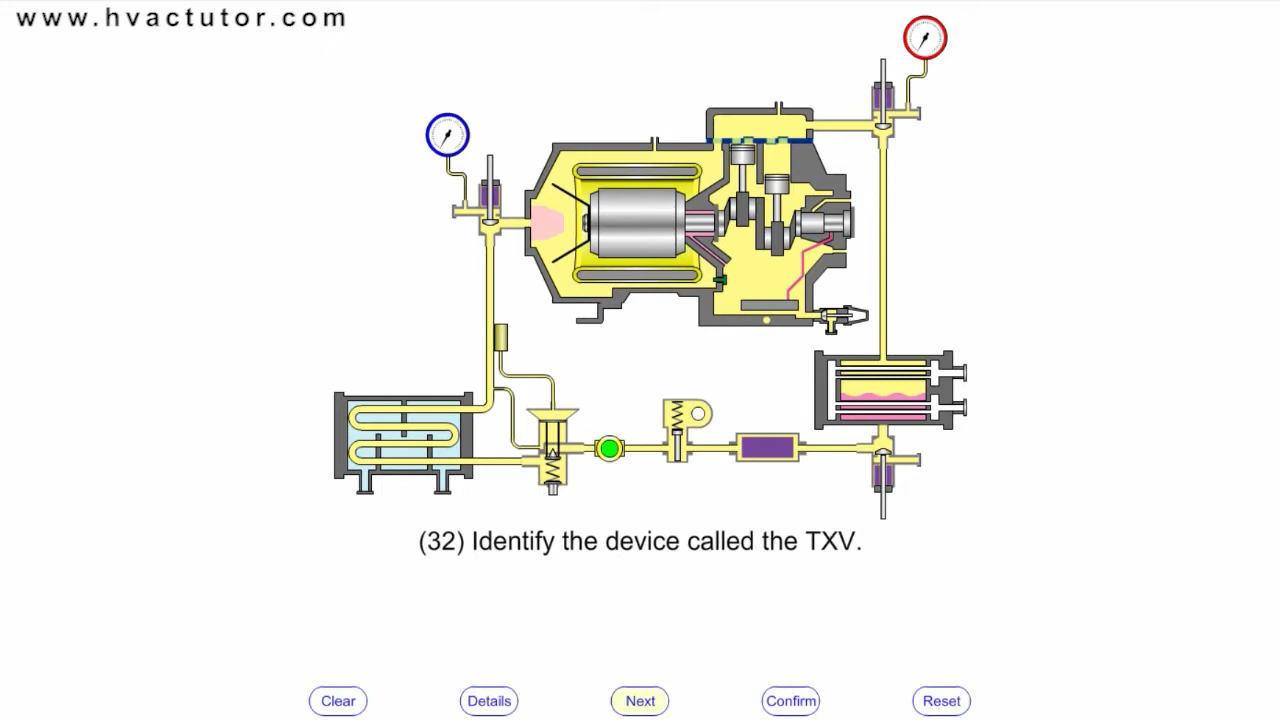 www.hvactutor.com
(32) Identify the device called the TXV.
Clear
Details
Next
Confirm
Reset